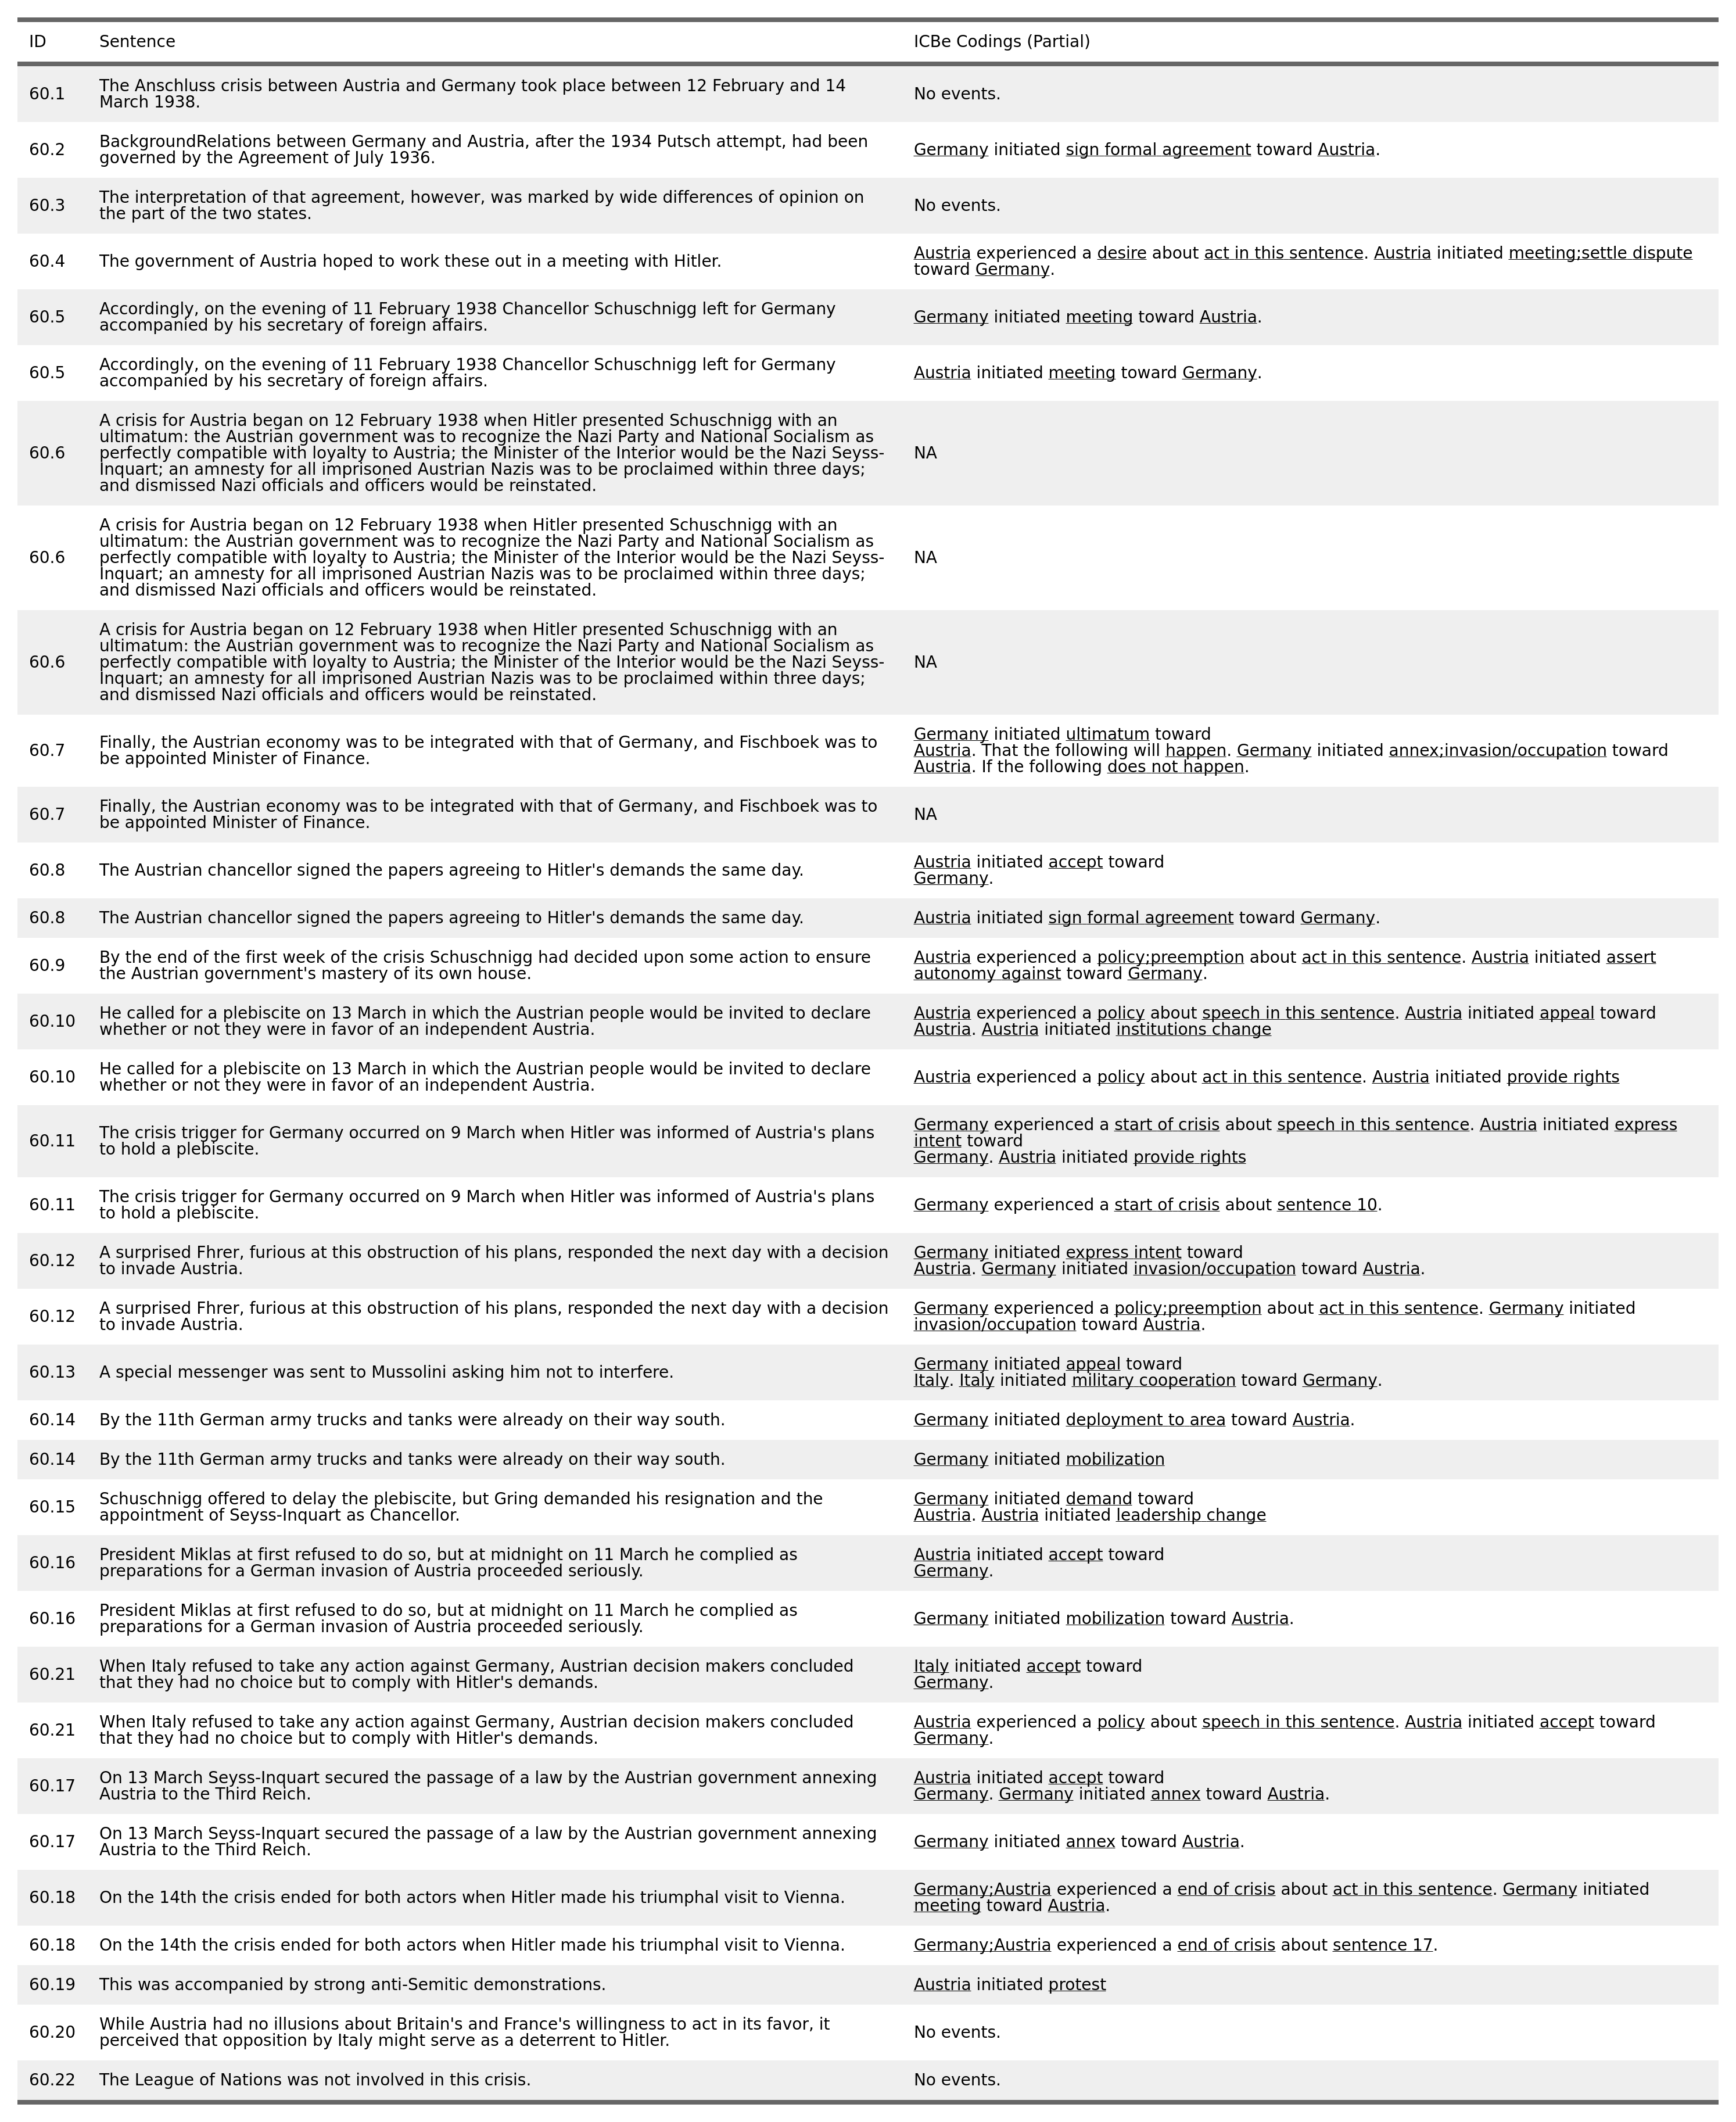 ID Sentence ICBe Codings (Partial)
60.1 The Anschluss crisis between Austria and Germany took place between 12 February and 14
March 1938.
No events.
60.2 BackgroundRelations between Germany and Austria, after the 1934 Putsch attempt, had been
governed by the Agreement of July 1936.
Germany initiated sign formal agreement toward Austria.
60.3 The interpretation of that agreement, however, was marked by wide differences of opinion on
the part of the two states.
No events.
60.4 The government of Austria hoped to work these out in a meeting with Hitler.
Austria experienced a desire about act in this sentence. Austria initiated meeting;settle dispute
toward Germany.
60.5 Accordingly, on the evening of 11 February 1938 Chancellor Schuschnigg left for Germany
accompanied by his secretary of foreign affairs.
Germany initiated meeting toward Austria.
60.5 Accordingly, on the evening of 11 February 1938 Chancellor Schuschnigg left for Germany
accompanied by his secretary of foreign affairs.
Austria initiated meeting toward Germany.
60.6 A crisis for Austria began on 12 February 1938 when Hitler presented Schuschnigg with an
ultimatum: the Austrian government was to recognize the Nazi Party and National Socialism as
perfectly compatible with loyalty to Austria; the Minister of the Interior would be the Nazi Seyss-
Inquart; an amnesty for all imprisoned Austrian Nazis was to be proclaimed within three days;
and dismissed Nazi officials and officers would be reinstated.
NA
60.6 A crisis for Austria began on 12 February 1938 when Hitler presented Schuschnigg with an
ultimatum: the Austrian government was to recognize the Nazi Party and National Socialism as
perfectly compatible with loyalty to Austria; the Minister of the Interior would be the Nazi Seyss-
Inquart; an amnesty for all imprisoned Austrian Nazis was to be proclaimed within three days;
and dismissed Nazi officials and officers would be reinstated.
NA
60.6 A crisis for Austria began on 12 February 1938 when Hitler presented Schuschnigg with an
ultimatum: the Austrian government was to recognize the Nazi Party and National Socialism as
perfectly compatible with loyalty to Austria; the Minister of the Interior would be the Nazi Seyss-
Inquart; an amnesty for all imprisoned Austrian Nazis was to be proclaimed within three days;
and dismissed Nazi officials and officers would be reinstated.
NA
60.7 Finally, the Austrian economy was to be integrated with that of Germany, and Fischboek was to
be appointed Minister of Finance.
Germany initiated ultimatum toward
Austria. That the following will happen. Germany initiated annex;invasion/occupation toward
Austria. If the following does not happen.
60.7 Finally, the Austrian economy was to be integrated with that of Germany, and Fischboek was to
be appointed Minister of Finance.
NA
60.8 The Austrian chancellor signed the papers agreeing to Hitler's demands the same day.
Austria initiated accept toward
Germany.
60.8 The Austrian chancellor signed the papers agreeing to Hitler's demands the same day.
Austria initiated sign formal agreement toward Germany.
60.9 By the end of the first week of the crisis Schuschnigg had decided upon some action to ensure
the Austrian government's mastery of its own house.
Austria experienced a policy;preemption about act in this sentence. Austria initiated assert
autonomy against toward Germany.
60.10 He called for a plebiscite on 13 March in which the Austrian people would be invited to declare
whether or not they were in favor of an independent Austria.
Austria experienced a policy about speech in this sentence. Austria initiated appeal toward
Austria. Austria initiated institutions change
60.10 He called for a plebiscite on 13 March in which the Austrian people would be invited to declare
whether or not they were in favor of an independent Austria.
Austria experienced a policy about act in this sentence. Austria initiated provide rights
60.11 The crisis trigger for Germany occurred on 9 March when Hitler was informed of Austria's plans
to hold a plebiscite.
Germany experienced a start of crisis about speech in this sentence. Austria initiated express
intent toward
Germany. Austria initiated provide rights
60.11 The crisis trigger for Germany occurred on 9 March when Hitler was informed of Austria's plans
to hold a plebiscite.
Germany experienced a start of crisis about sentence 10.
60.12 A surprised Fhrer, furious at this obstruction of his plans, responded the next day with a decision
to invade Austria.
Germany initiated express intent toward
Austria. Germany initiated invasion/occupation toward Austria.
60.12 A surprised Fhrer, furious at this obstruction of his plans, responded the next day with a decision
to invade Austria.
Germany experienced a policy;preemption about act in this sentence. Germany initiated
invasion/occupation toward Austria.
60.13 A special messenger was sent to Mussolini asking him not to interfere.
Germany initiated appeal toward
Italy. Italy initiated military cooperation toward Germany.
60.14 By the 11th German army trucks and tanks were already on their way south.
Germany initiated deployment to area toward Austria.
60.14 By the 11th German army trucks and tanks were already on their way south.
Germany initiated mobilization
60.15 Schuschnigg offered to delay the plebiscite, but Gring demanded his resignation and the
appointment of Seyss-Inquart as Chancellor.
Germany initiated demand toward
Austria. Austria initiated leadership change
60.16 President Miklas at first refused to do so, but at midnight on 11 March he complied as
preparations for a German invasion of Austria proceeded seriously.
Austria initiated accept toward
Germany.
60.16 President Miklas at first refused to do so, but at midnight on 11 March he complied as
preparations for a German invasion of Austria proceeded seriously.
Germany initiated mobilization toward Austria.
60.21 When Italy refused to take any action against Germany, Austrian decision makers concluded
that they had no choice but to comply with Hitler's demands.
Italy initiated accept toward
Germany.
60.21 When Italy refused to take any action against Germany, Austrian decision makers concluded
that they had no choice but to comply with Hitler's demands.
Austria experienced a policy about speech in this sentence. Austria initiated accept toward
Germany.
60.17 On 13 March Seyss-Inquart secured the passage of a law by the Austrian government annexing
Austria to the Third Reich.
Austria initiated accept toward
Germany. Germany initiated annex toward Austria.
60.17 On 13 March Seyss-Inquart secured the passage of a law by the Austrian government annexing
Austria to the Third Reich.
Germany initiated annex toward Austria.
60.18 On the 14th the crisis ended for both actors when Hitler made his triumphal visit to Vienna.
Germany;Austria experienced a end of crisis about act in this sentence. Germany initiated
meeting toward Austria.
60.18 On the 14th the crisis ended for both actors when Hitler made his triumphal visit to Vienna.
Germany;Austria experienced a end of crisis about sentence 17.
60.19 This was accompanied by strong anti-Semitic demonstrations.
Austria initiated protest
60.20 While Austria had no illusions about Britain's and France's willingness to act in its favor, it
perceived that opposition by Italy might serve as a deterrent to Hitler.
No events.
60.22 The League of Nations was not involved in this crisis.
No events.